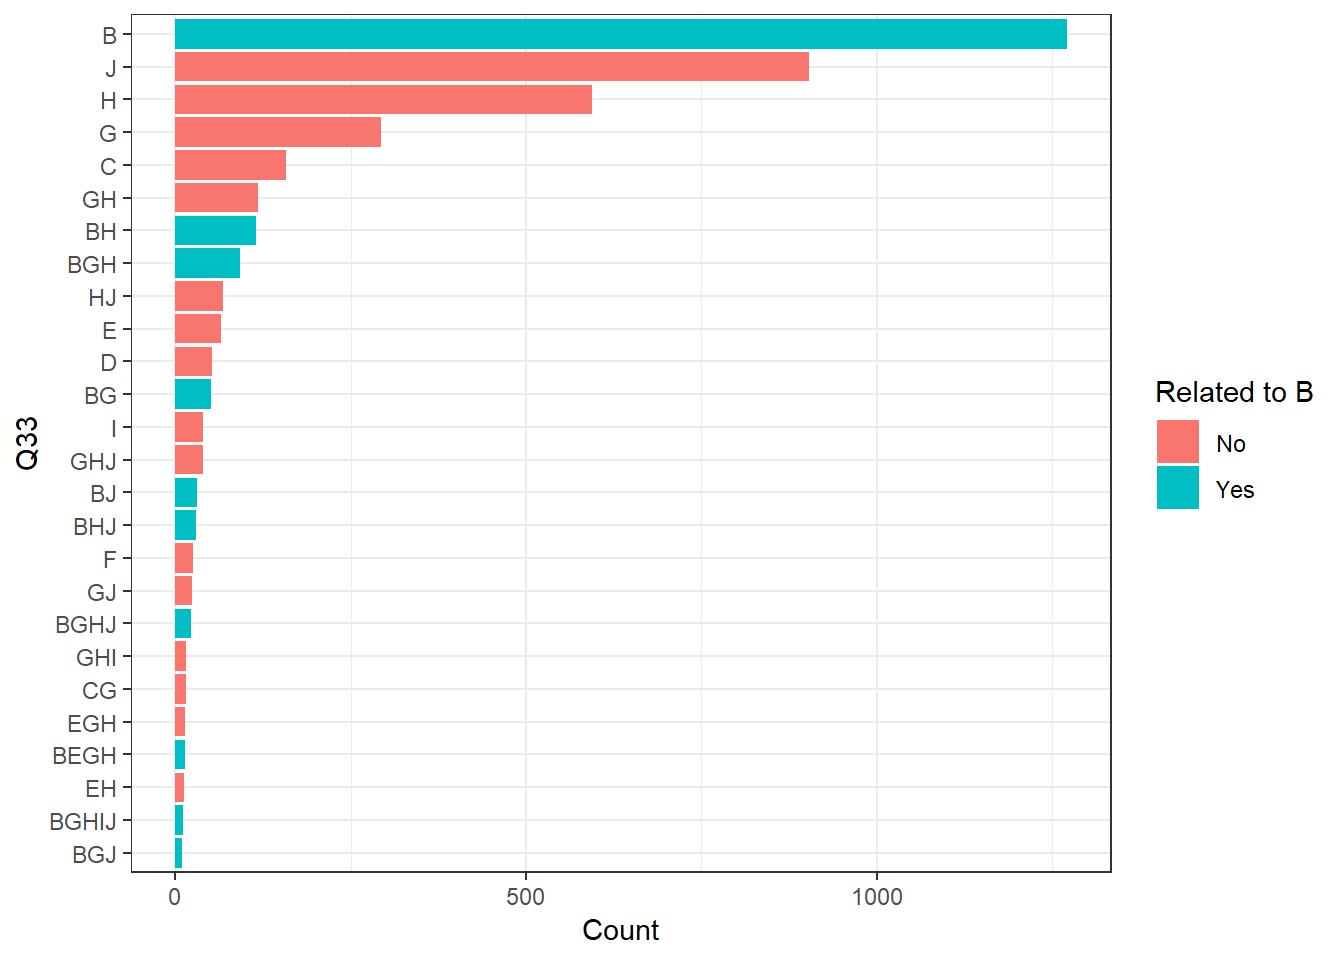 B
J
H
G
C
GH
BH
BGH
HJ
E
D
BG
I
GHJ
BJ
BHJ
F
GJ
BGHJ
GHI
CG
EGH
BEGH
EH
BGHIJ
BGJ
Q33
0 500 1000
Count
Related to B
No
Yes